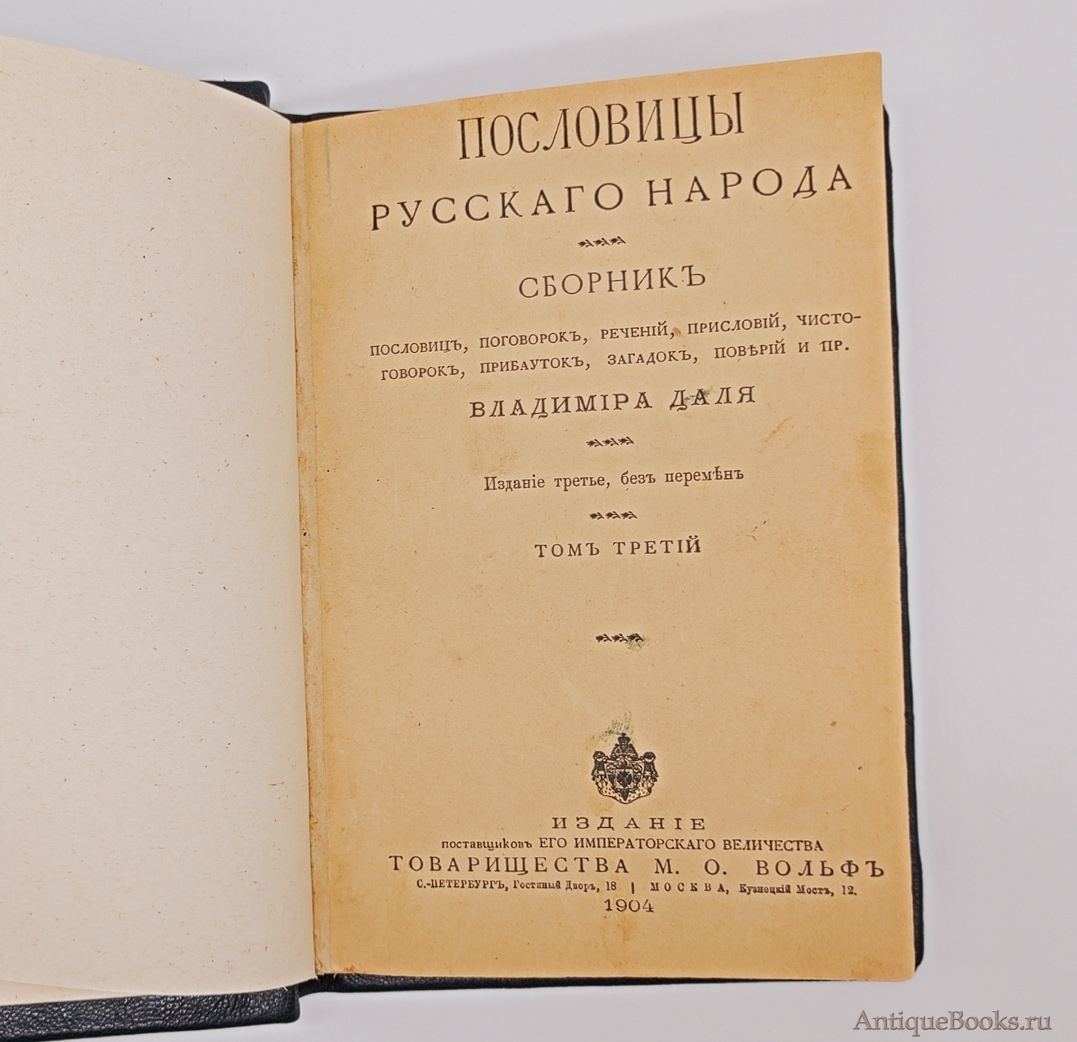 ПОСЛОВИЦЫ
РУССКАГО НАРОДА
СБОРНИКЪ
ПОСЛОВИЦЪ, ПОГОВОРОКЪ, РЕЧЕНІЙ, ПРИСЛОВІЙ, ЧИСТО-
ГОВОРОКЪ, ПРИБАУТОКЪ, ЗАГАДОКЪ, ПОВѢРІЙ И ПР.
ВЛАДИМІРА ДАЛЯ
Изданіе третье, безъ перемѣнъ
ТОМЪ ТРЕТІЙ
ИЗДАНІЕ
поставщиковъ ЕГО ИМПЕРАТОРСКАГО ВЕЛИЧЕСТВА
ТОВАРИЩЕСТВА М. О. ВОЛЬФЪ
С.-ПЕТЕРБУРГЪ, Гостиный Дворъ, 18 | МОСКВА, Кузнецкій Мостъ, 12.
1904
AntiqueBooks.ru